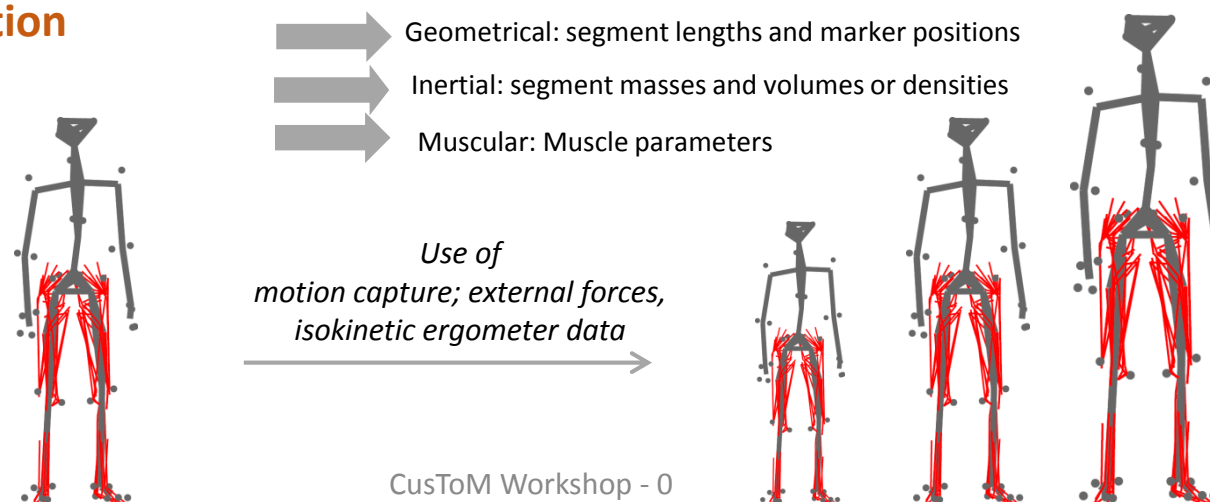 Geometrical: segment lengths and marker positions
Inertial: segment masses and volumes or densities
Muscular: Muscle parameters
Use of
motion capture; external forces,
isokinetic ergometer data
CusToM Workshop - 0